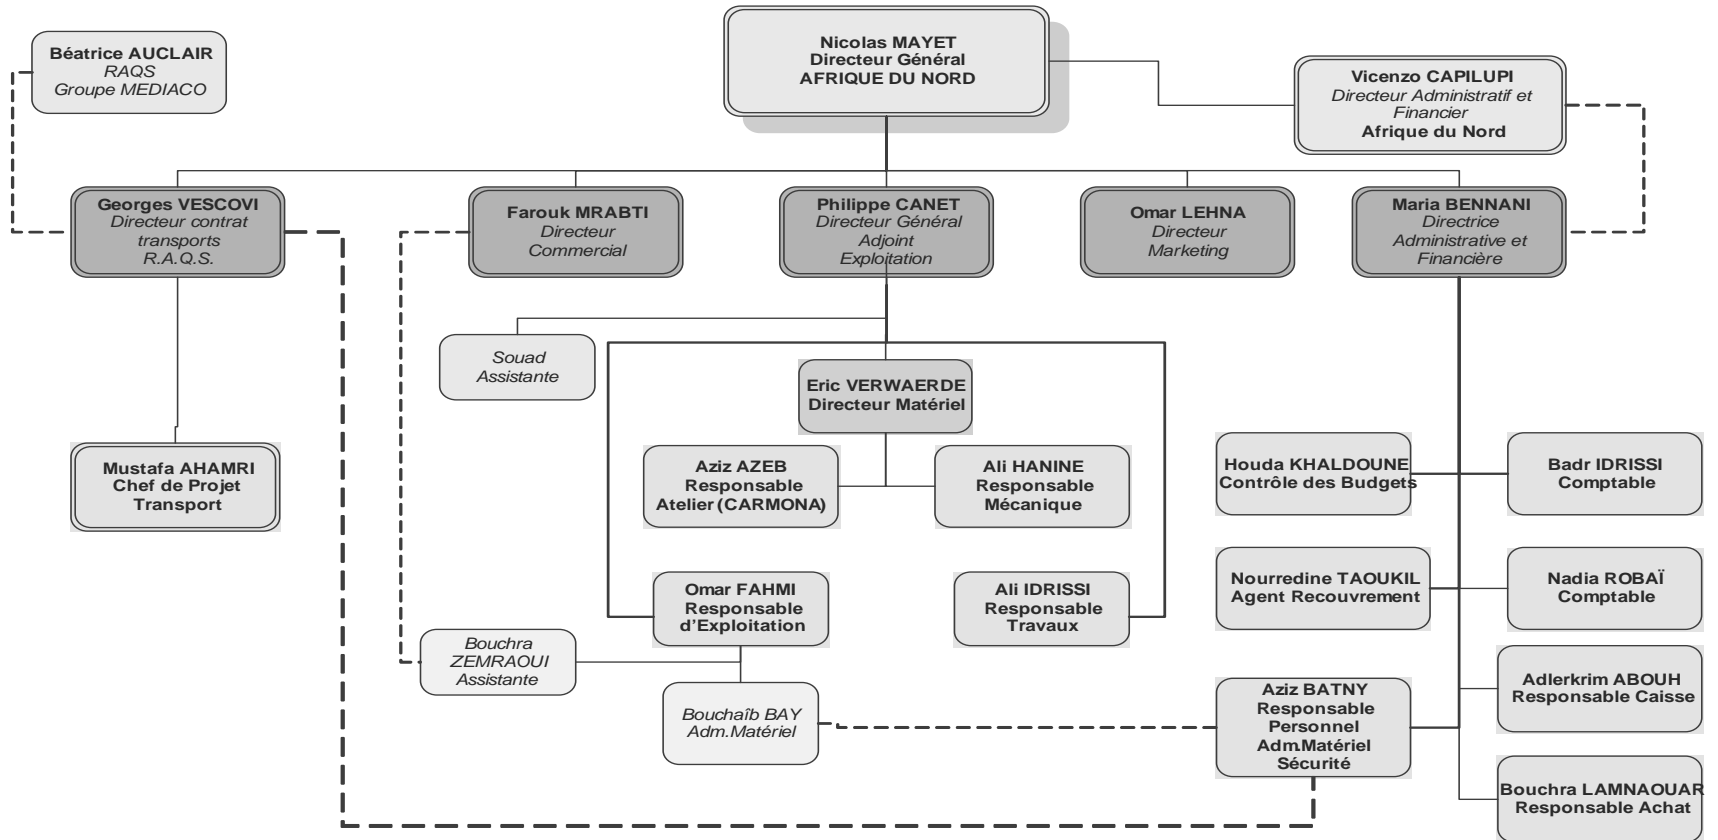 Béatrice AUCLAIR
RAQS
Groupe MEDIACO
Nicolas MAYET
Directeur Général
AFRIQUE DU NORD
Vicenzo CAPILUPI
Directeur Administratif et
Financier
Afrique du Nord
Georges VESCOVI
Directeur contrat
transports
R.A.Q.S.
Farouk MRABTI
Directeur
Commercial
Philippe CANET
Directeur Général
Adjoint
Exploitation
Omar LEHNA
Directeur
Marketing
Maria BENNANI
Directrice
Administrative et
Financière
Souad
Assistante
Eric VERWAERDE
Directeur Matériel
Mustafa AHAMRI
Chef de Projet
Transport
Aziz AZEB
Responsable
Atelier (CARMONA)
Ali HANINE
Responsable
Mécanique
Houda KHALDOUNE
Contrôle des Budgets
Badr IDRISSI
Comptable
Omar FAHMI
Responsable
d'Exploitation
Ali IDRISSI
Responsable
Travaux
Nourredine TAOUKIL
Agent Recouvrement
Nadia ROBAÏ
Comptable
Bouchra
ZEMRAOUI
Assistante
Bouchaîb BAY
Adm.Matériel
Aziz BATNY
Responsable
Personnel
Adm.Matériel
Sécurité
Adlerkrim ABOUH
Responsable Caisse
Bouchra LAMNAOUAR
Responsable Achat